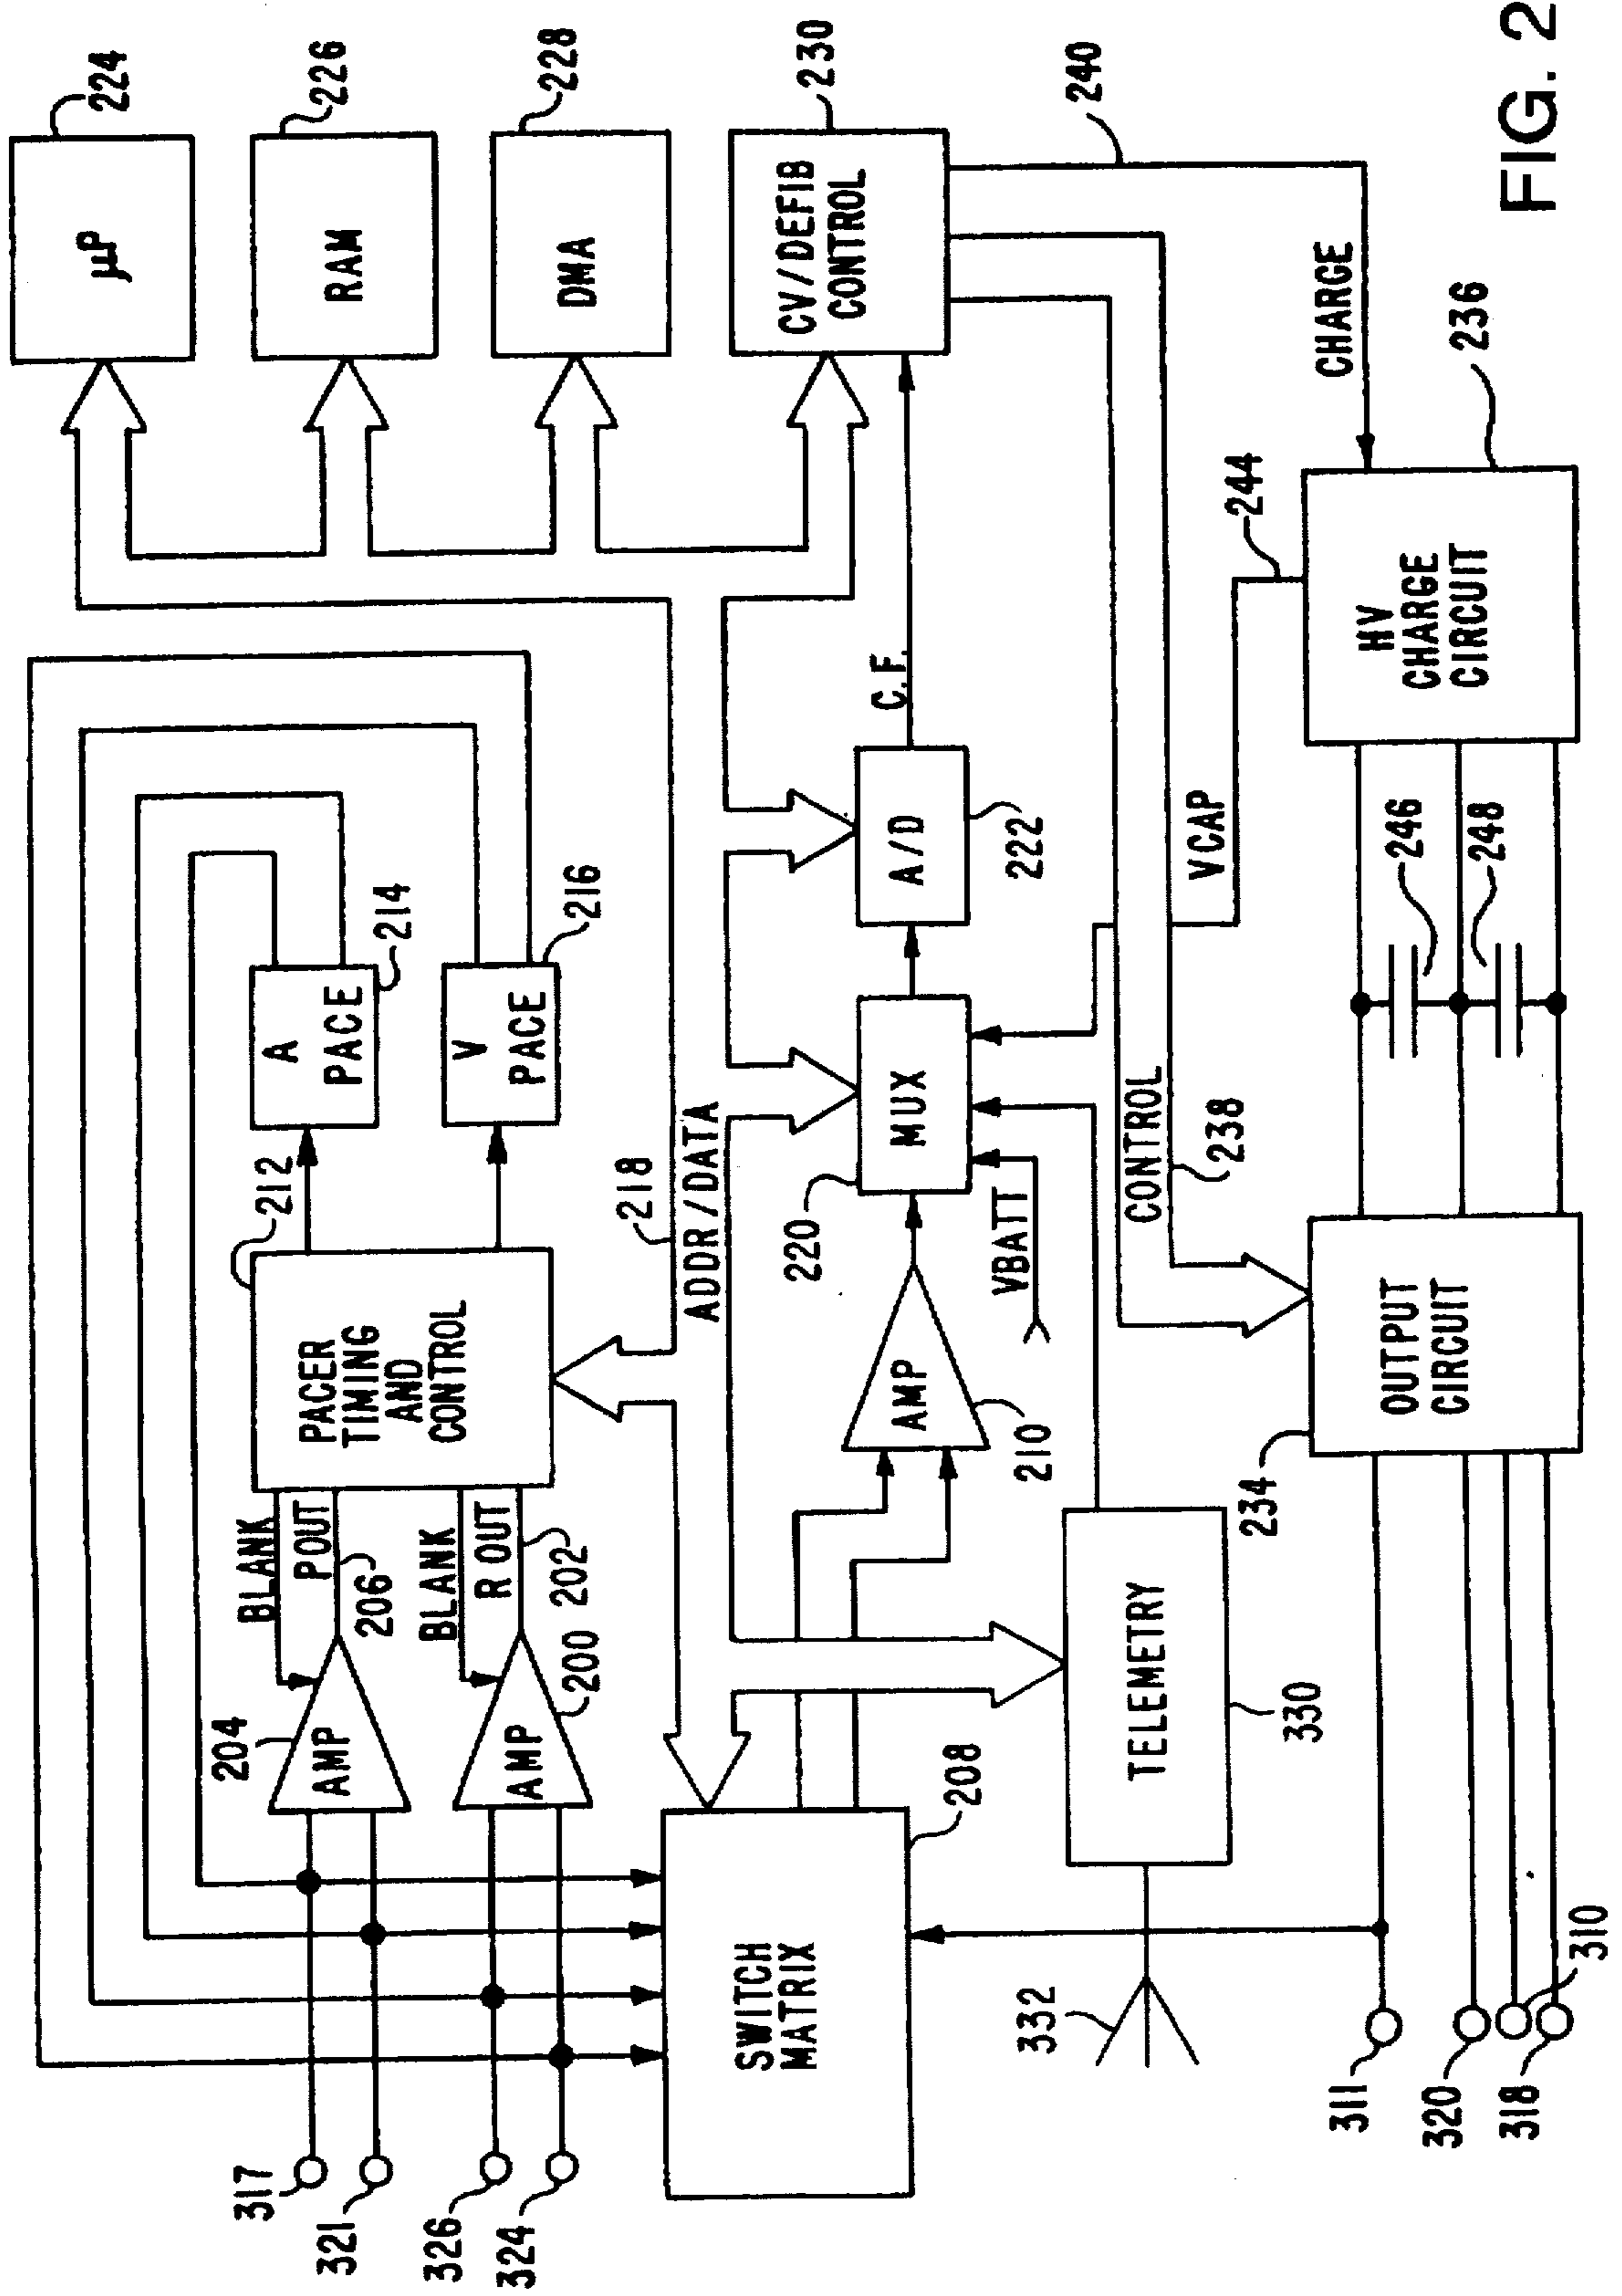 317
321
326
324
204
AMP
BLANK
POUT
206
AMP
BLANK
R OUT
202
200
212
PACER
TIMING
AND
CONTROL
A
PACE
214
V
PACE
216
μP
224
RAM
226
DMA
228
CV/DEFIB
CONTROL
230
218
ADDR/DATA
SWITCH
MATRIX
208
AMP
210
220
MUX
VBATT
A/D
222
C.F.
TELEMETRY
330
332
CONTROL
238
VCAP
244
240
CHARGE
311
320
318
310
234
OUTPUT
CIRCUIT
246
248
HV
CHARGE
CIRCUIT
236
FIG. 2